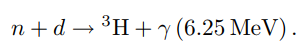 n + d → ³H + γ (6.25 MeV) .